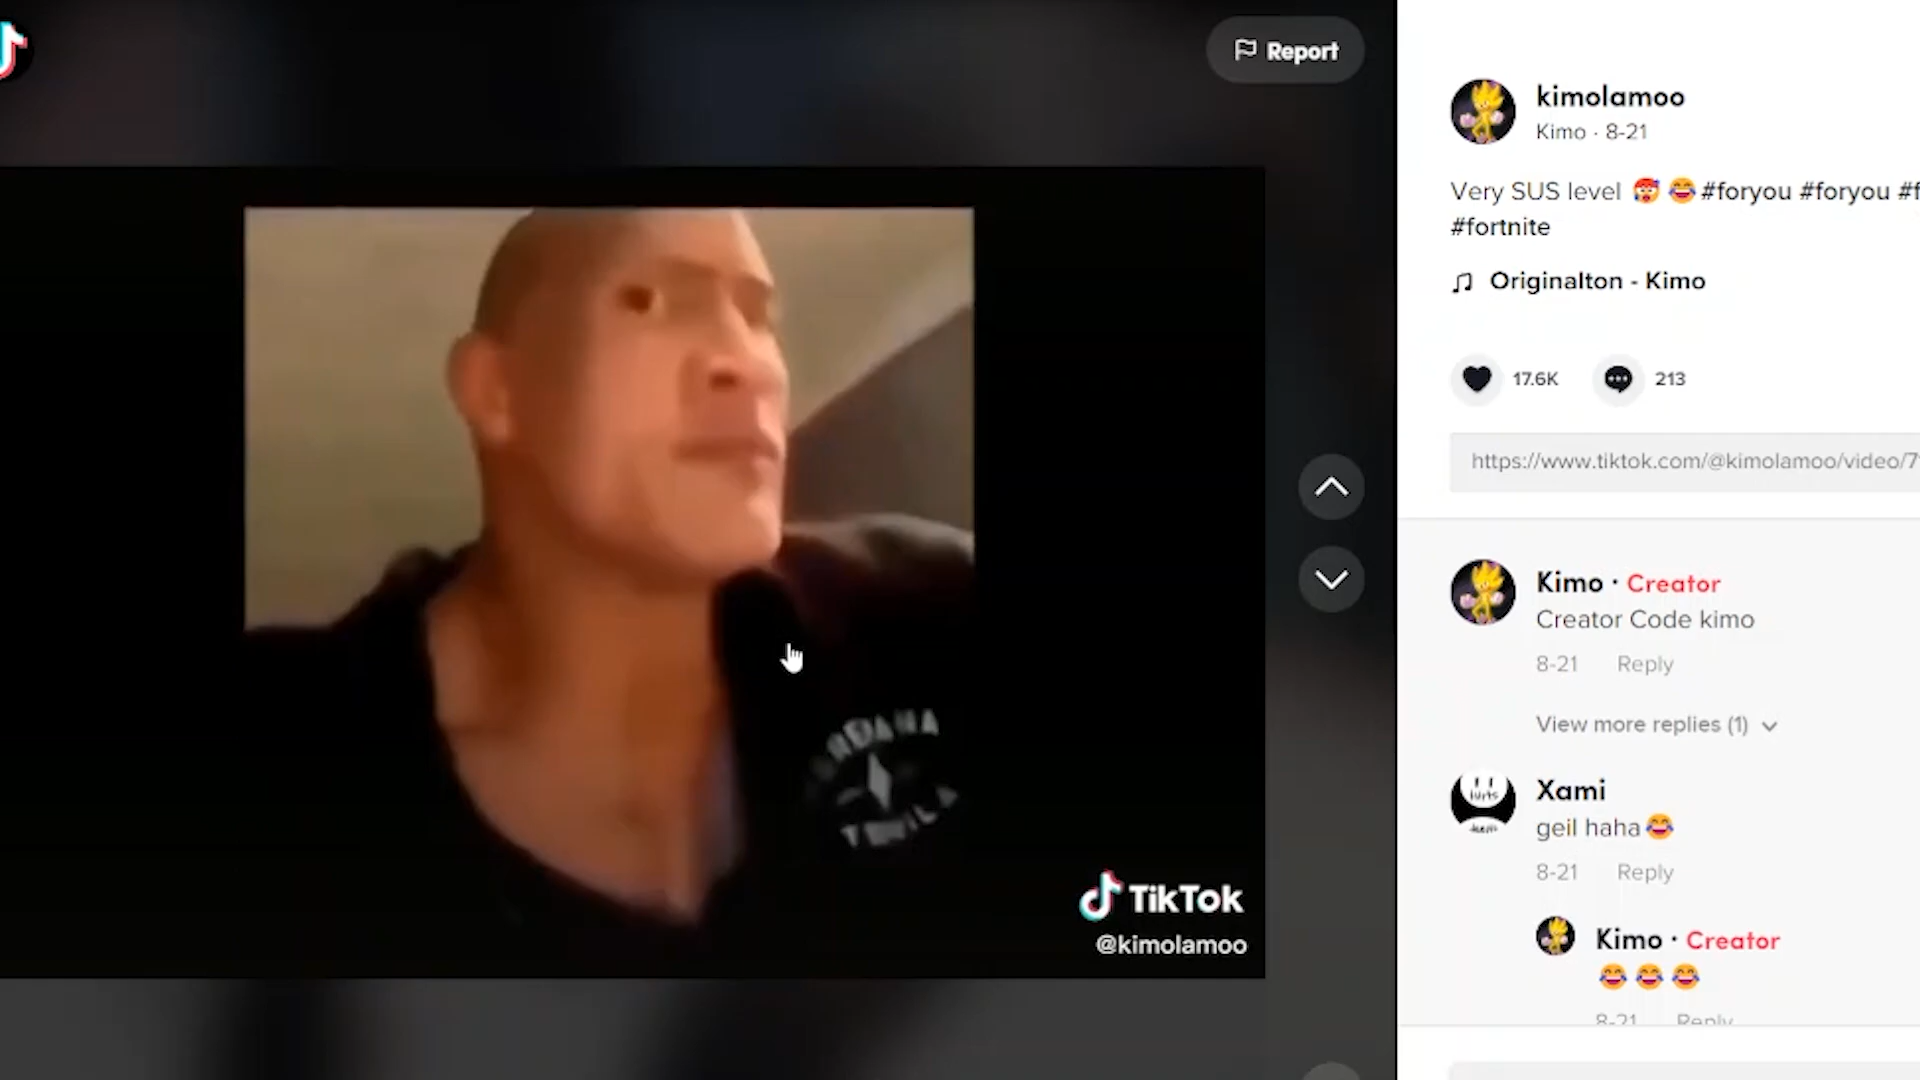 Report
kimolamoo
Kimo · 8-21
Very SUS level 🥵 😂 #foryou #foryou #f
#fortnite
Originalton - Kimo
17.6K
213
https://www.tiktok.com/@kimolamoo/video/7
Kimo · Creator
Creator Code kimo
8-21 Reply
View more replies (1)
Xami
geil haha 😂
8-21 Reply
Kimo · Creator
😂 😂 😂
8-21 Reply
TikTok
@kimolamoo